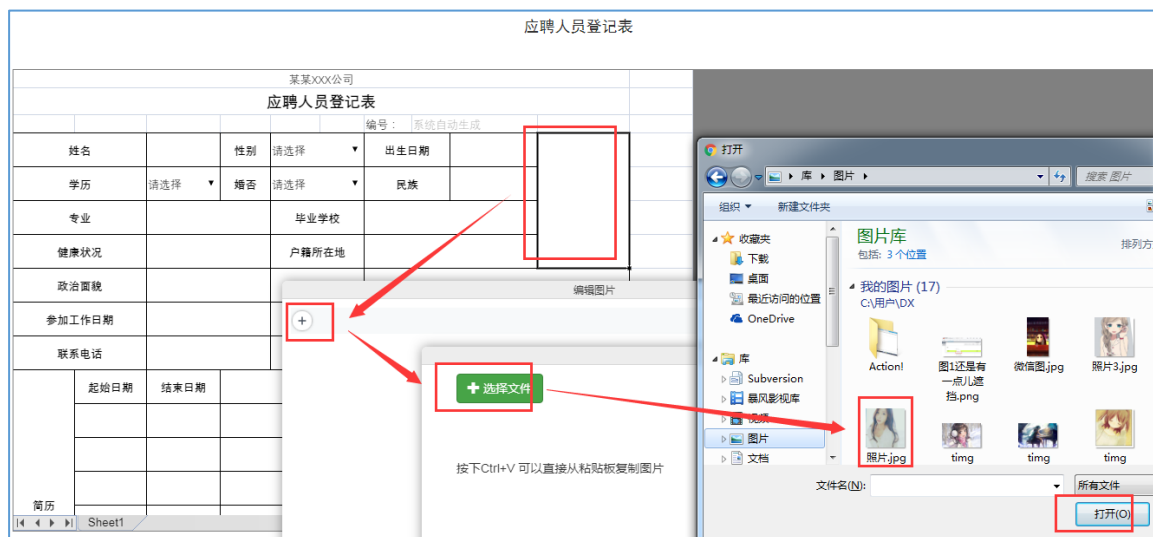 应聘人员登记表
某某XXX公司
应聘人员登记表
编号： 系统自动生成
姓名 性别 请选择 出生日期
学历 请选择 婚否 请选择 民族
专业 毕业学校
健康状况 户籍所在地
政治面貌
参加工作日期
联系电话
起始日期 结束日期
简历
Sheet1
编辑图片
+
选择文件
按下Ctrl+V 可以直接从粘贴板复制图片
打开
库 图片
搜索 图片
组织 新建文件夹
收藏夹
下载
桌面
最近访问的位置
OneDrive
库
Subversion
暴风影视库
视频
图片
文档
图片库
包括: 3 个位置
排列方
我的图片 (17)
C:\用户\DX
Action!
图1还是有一点儿遮挡.png
微信图.jpg
照片3.jpg
照片.jpg
timg
timg
timg
文件名(N):
所有文件
打开(O)